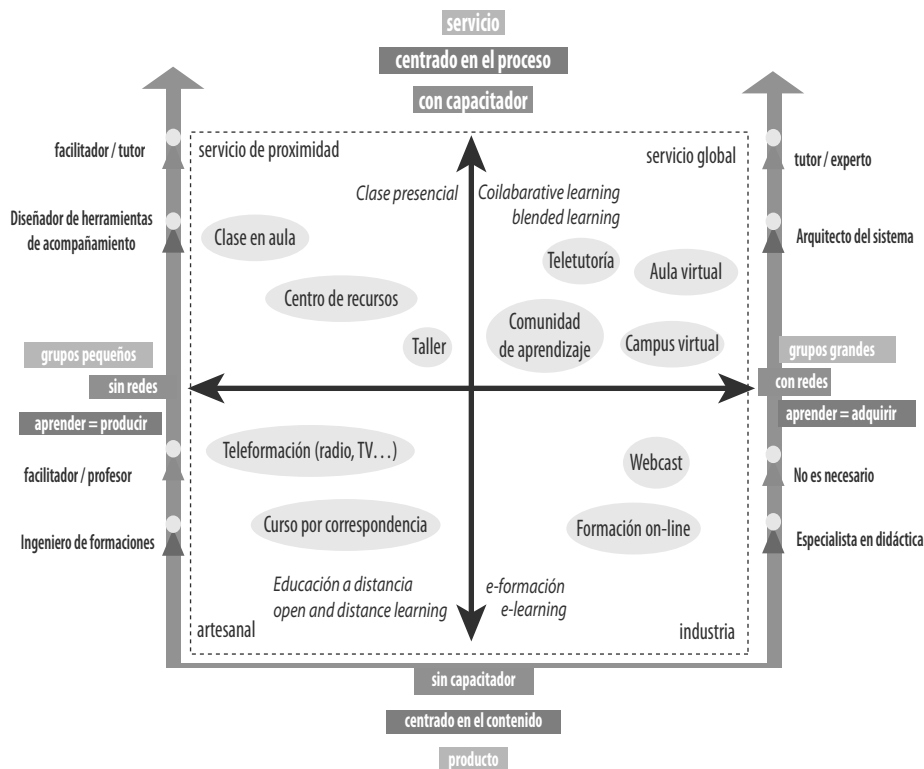 servicio
centrado en el proceso
con capacitador
facilitador / tutor
servicio de proximidad
servicio global
tutor / experto
Clase presencial
Coilabarative learning
blended learning
Diseñador de herramientas
de acompañamiento
Clase en aula
Teletutoría
Aula virtual
Arquitecto del sistema
Centro de recursos
Comunidad
de aprendizaje
Taller
Campus virtual
grupos pequeños
sin redes
aprender = producir
grupos grandes
con redes
aprender = adquirir
Teleformación (radio, TV…)
Webcast
facilitador / profesor
No es necesario
Curso por correspondencia
Formación on-line
Ingeniero de formaciones
Especialista en didáctica
Educación a distancia
open and distance learning
e-formación
e-learning
artesanal
industria
sin capacitador
centrado en el contenido
producto